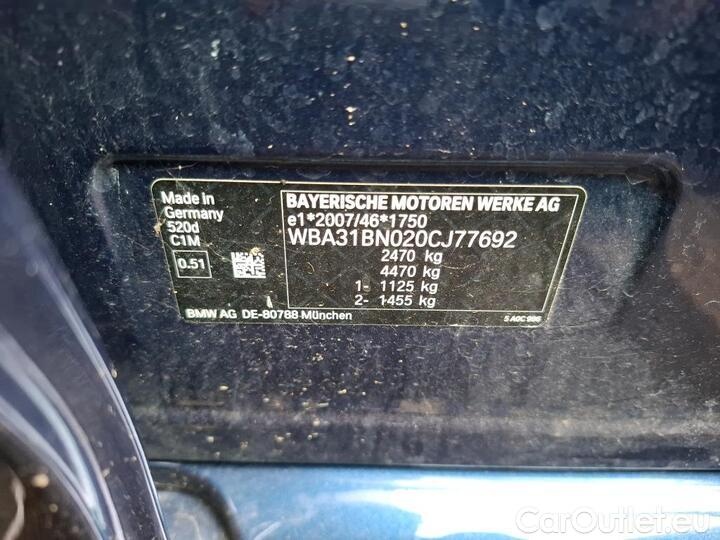 Made in
Germany
520d
C1M
0.51
BAYERISCHE MOTOREN WERKE AG
e1*2007/46*1750
WBA31BN020CJ77692
2470 kg
4470 kg
1- 1125 kg
2- 1455 kg
BMW AG DE-80788 München
5 A0C 996
CarOutlet.eu